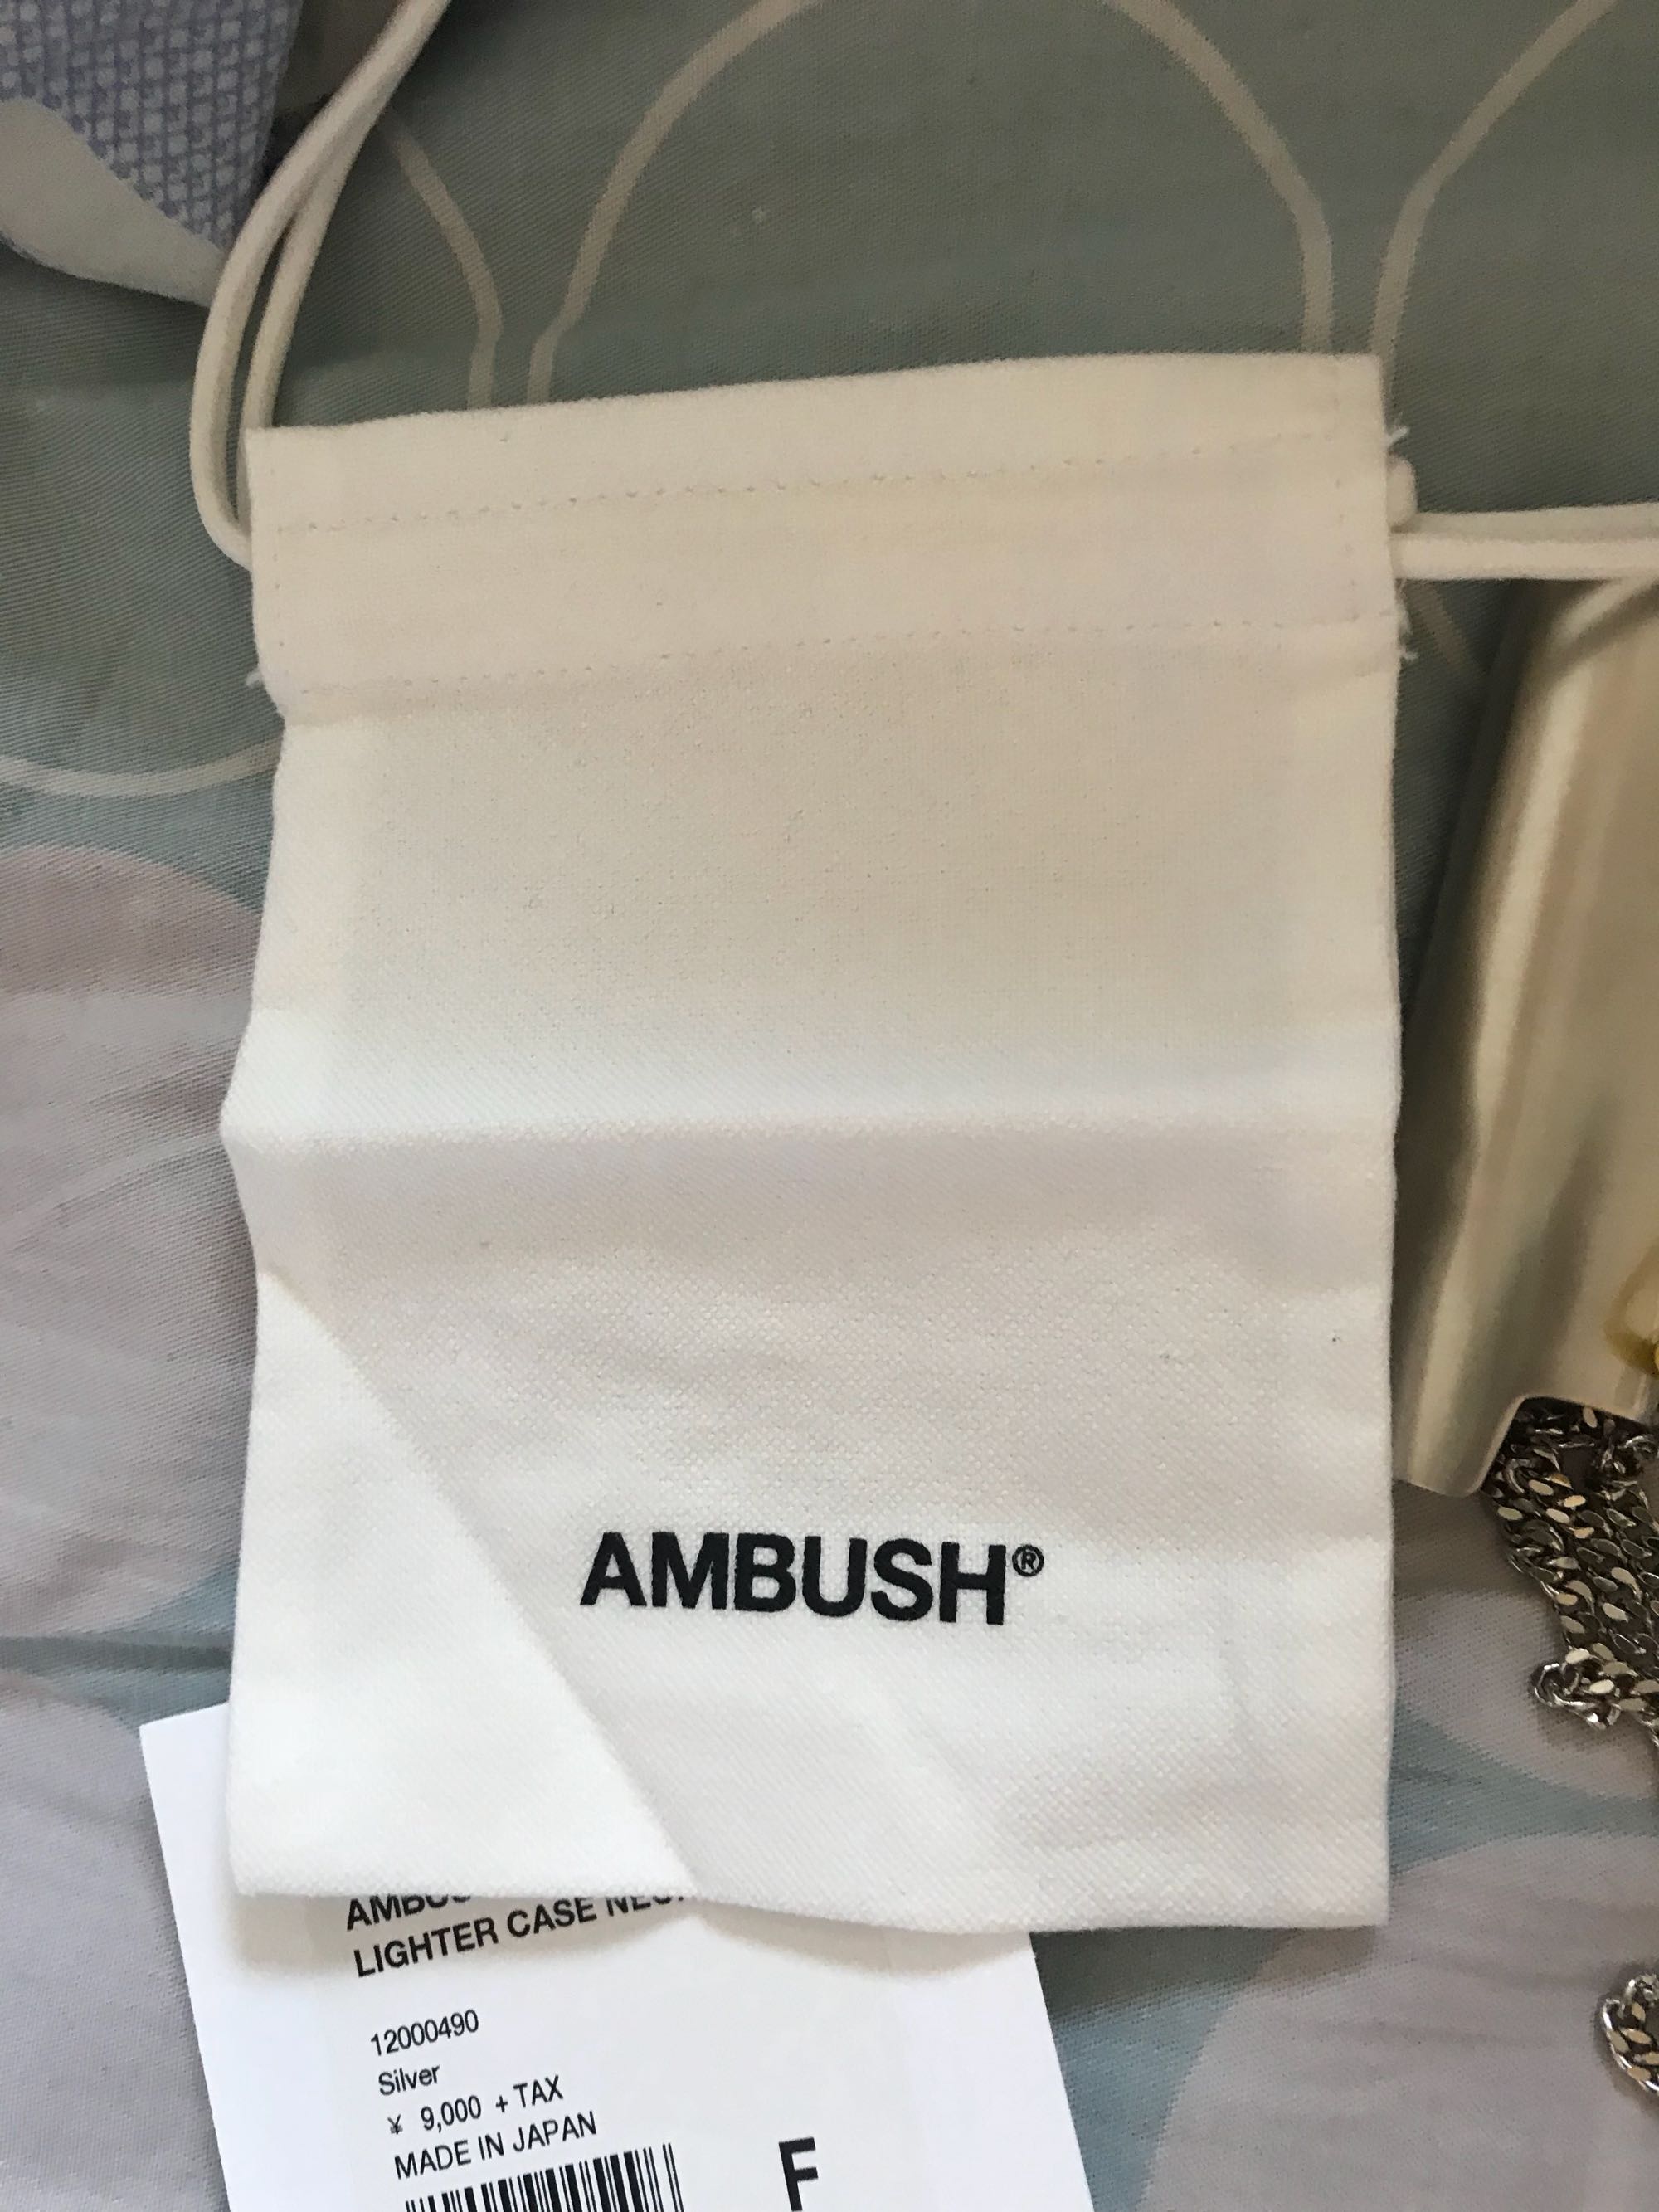 AMBUSH®
LIGHTER CASE
12000490
Silver
¥ 9,000 + TAX
MADE IN JAPAN
F